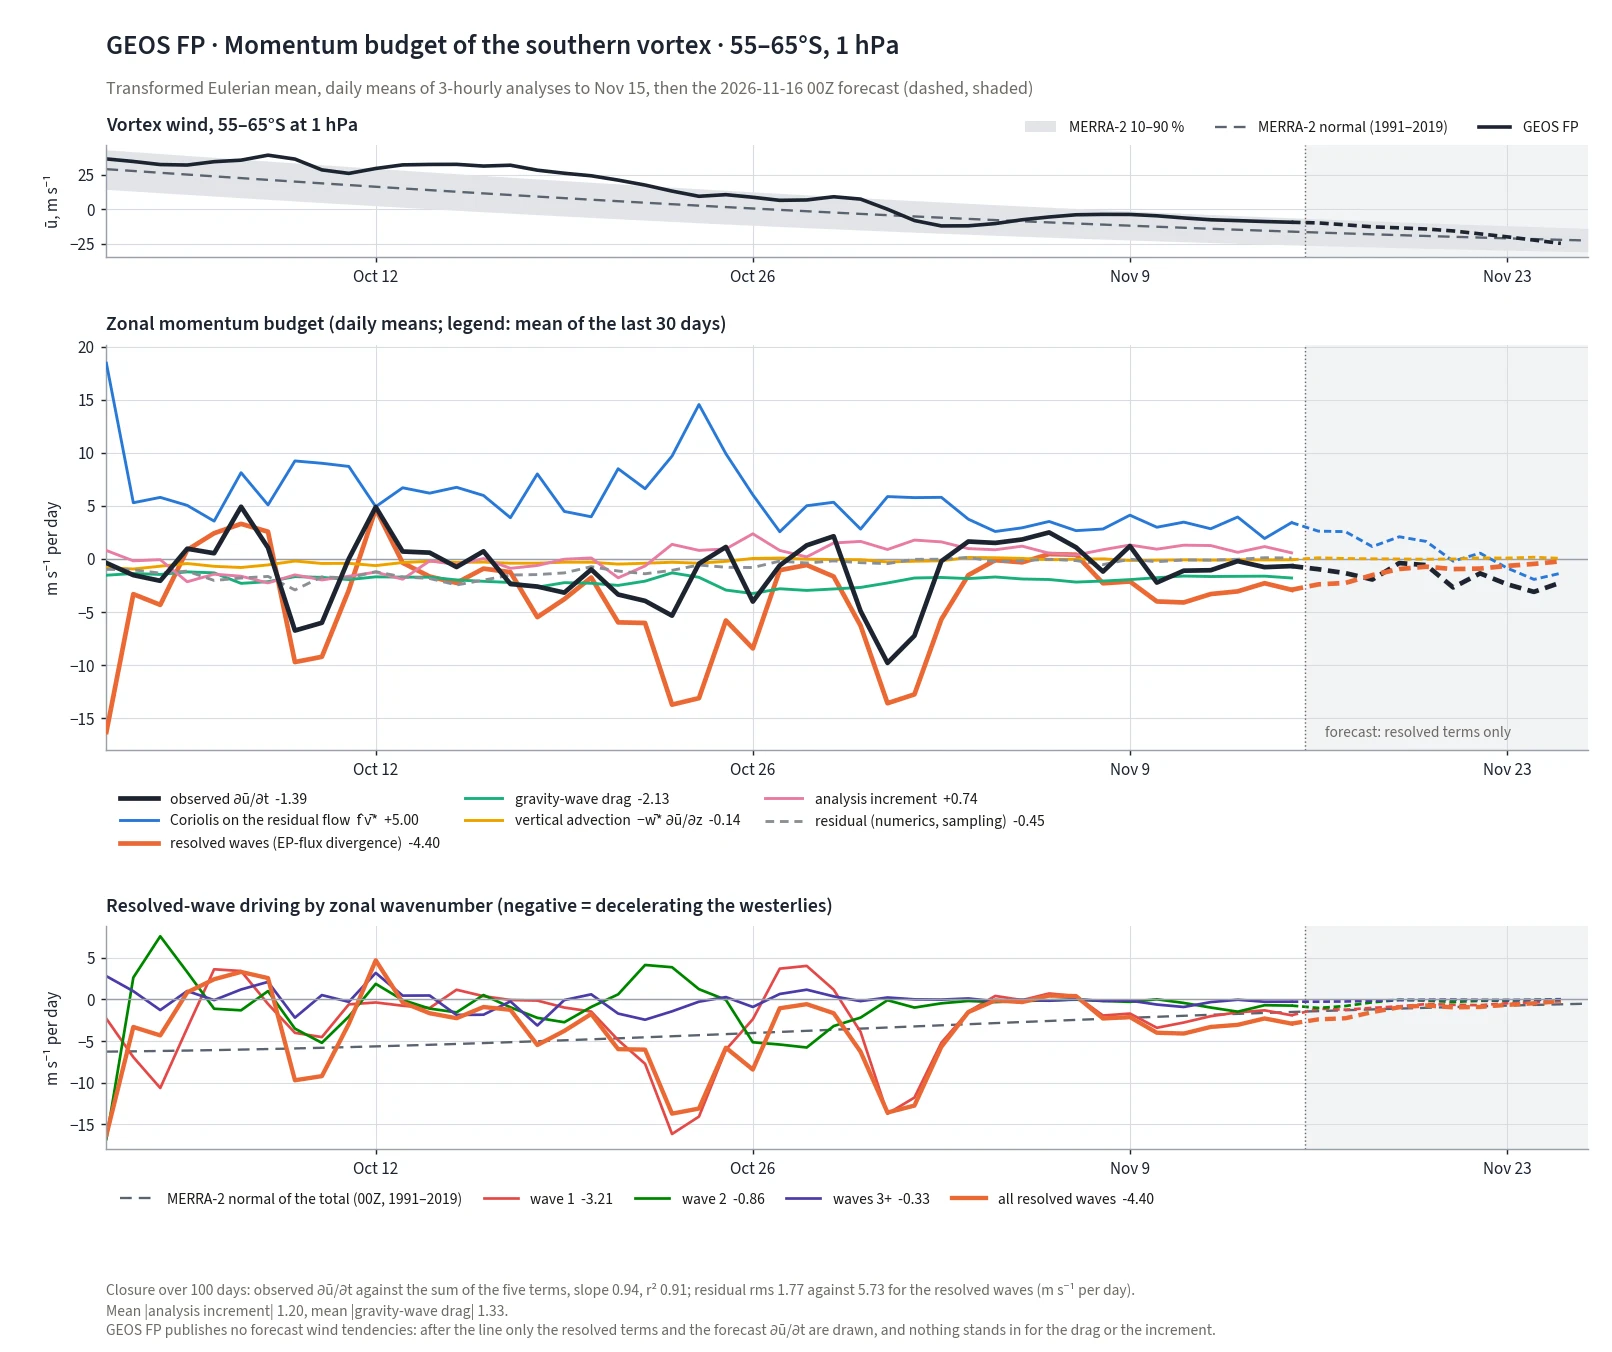 GEOS FP · Momentum budget of the southern vortex · 55–65°S, 1 hPa
Transformed Eulerian mean, daily means of 3-hourly analyses to Nov 15, then the 2026-11-16 00Z forecast (dashed, shaded)
Vortex wind, 55–65°S at 1 hPa
MERRA-2 10–90 %
MERRA-2 normal (1991–2019)
GEOS FP
ū, m s⁻¹
25
0
−25
Oct 12
Oct 26
Nov 9
Nov 23
Zonal momentum budget (daily means; legend: mean of the last 30 days)
m s⁻¹ per day
20
15
10
5
0
−5
−10
−15
forecast: resolved terms only
Oct 12
Oct 26
Nov 9
Nov 23
observed ∂ū/∂t -1.39
gravity-wave drag -2.13
analysis increment +0.74
Coriolis on the residual flow f v̄* +5.00
vertical advection −w̄* ∂ū/∂z -0.14
residual (numerics, sampling) -0.45
resolved waves (EP-flux divergence) -4.40
Resolved-wave driving by zonal wavenumber (negative = decelerating the westerlies)
m s⁻¹ per day
5
0
−5
−10
−15
Oct 12
Oct 26
Nov 9
Nov 23
MERRA-2 normal of the total (00Z, 1991–2019)
wave 1 -3.21
wave 2 -0.86
waves 3+ -0.33
all resolved waves -4.40
Closure over 100 days: observed ∂ū/∂t against the sum of the five terms, slope 0.94, r² 0.91; residual rms 1.77 against 5.73 for the resolved waves (m s⁻¹ per day).
Mean |analysis increment| 1.20, mean |gravity-wave drag| 1.33.
GEOS FP publishes no forecast wind tendencies: after the line only the resolved terms and the forecast ∂ū/∂t are drawn, and nothing stands in for the drag or the increment.